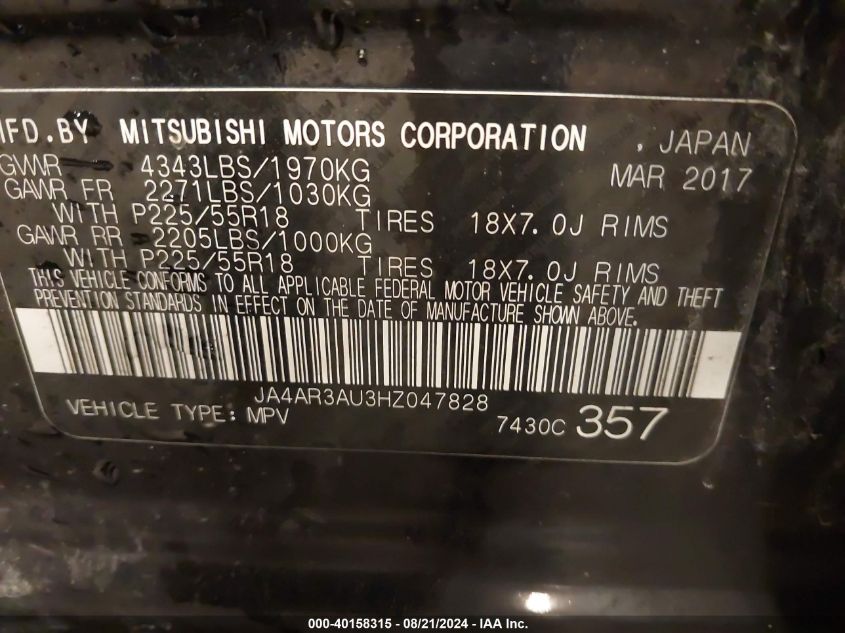 MFD.BY MITSUBISHI MOTORS CORPORATION , JAPAN
GVWR 4343LBS/1970KG MAR 2017
GAWR FR 2271LBS/1030KG
WITH P225/55R18 TIRES 18X7.0J RIMS
GAWR RR 2205LBS/1000KG
WITH P225/55R18 TIRES 18X7.0J RIMS
THIS VEHICLE CONFORMS TO ALL APPLICABLE FEDERAL MOTOR VEHICLE SAFETY AND THEFT
PREVENTION STANDARDS IN EFFECT ON THE DATE OF MANUFACTURE SHOWN ABOVE.
JA4AR3AU3HZ047828
VEHICLE TYPE: MPV 7430C 357
000-40158315 - 08/21/2024 - IAA Inc.